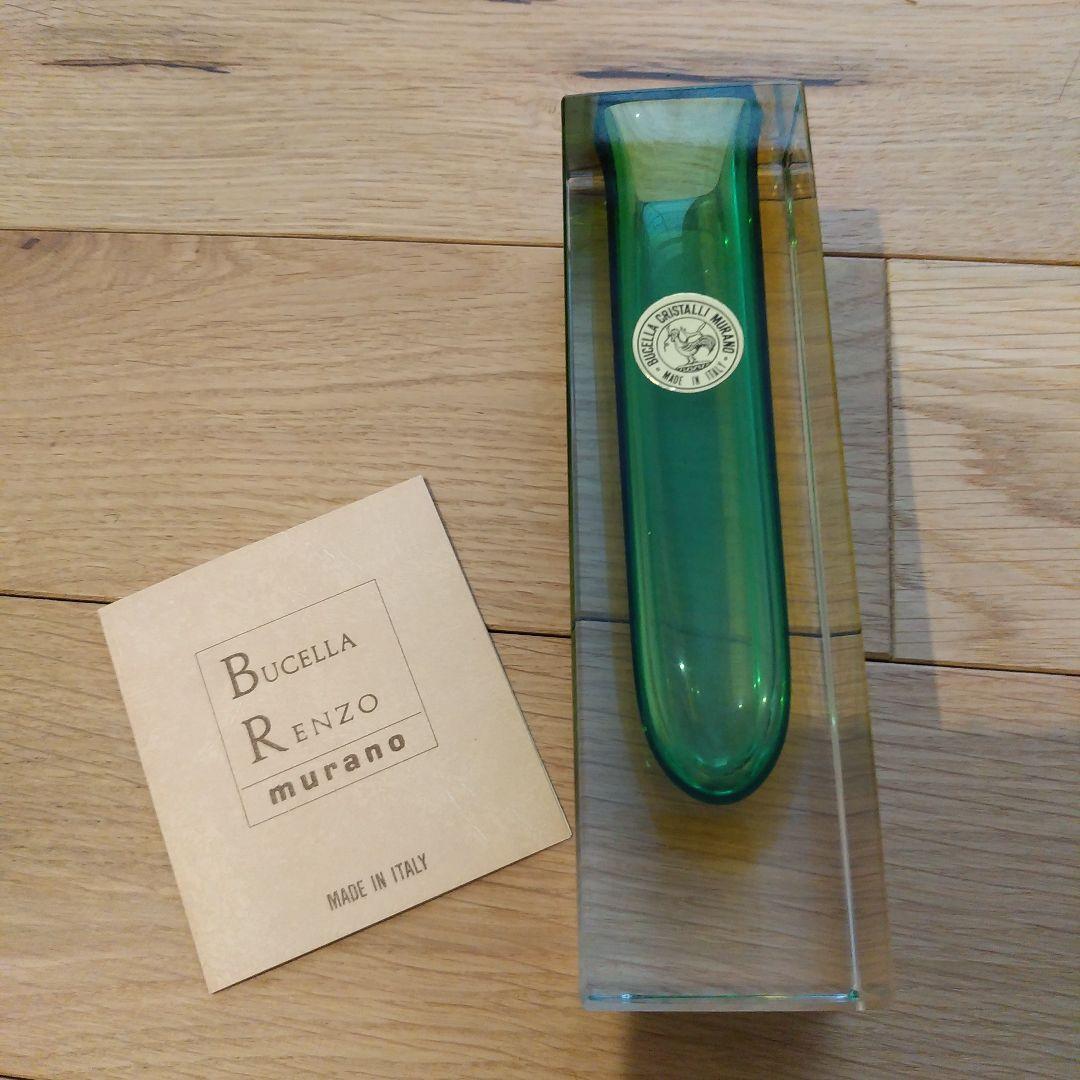 BUCELLA
RENZO
murano
MADE IN ITALY
BUCELLA CRISTALLI MURANO
MADE IN ITALY